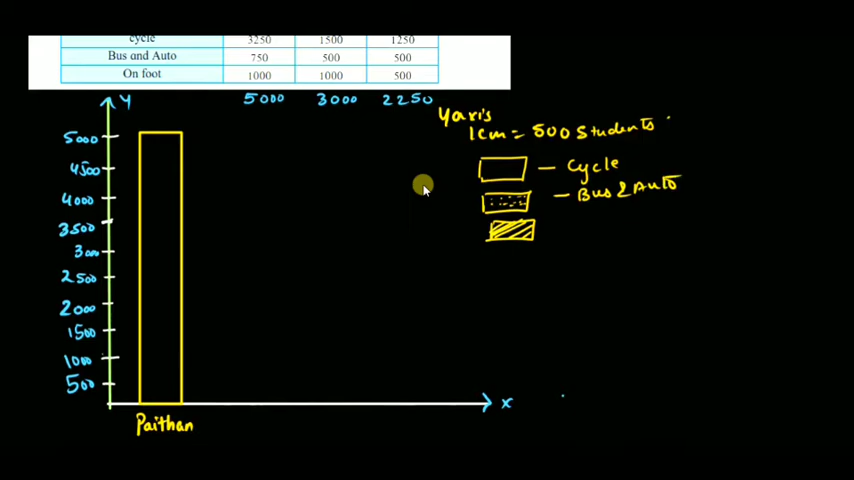 cycle 3250 1500 1250
Bus and Auto 750 500 500
On foot 1000 1000 500
5000 3000 2250
Y
Yaxis
1cm = 500 Students
5000
4500
4000
3500
3000
2500
2000
1500
1000
500
— Cycle
— Bus & Auto
X
Paithan